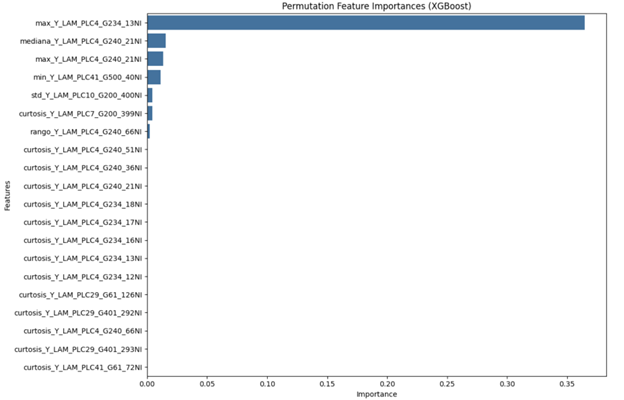 Permutation Feature Importances (XGBoost)
max_Y_LAM_PLC4_G234_13NI
mediana_Y_LAM_PLC4_G240_21NI
max_Y_LAM_PLC4_G240_21NI
min_Y_LAM_PLC41_G500_40NI
std_Y_LAM_PLC10_G200_400NI
curtosis_Y_LAM_PLC7_G200_399NI
rango_Y_LAM_PLC4_G240_66NI
curtosis_Y_LAM_PLC4_G240_51NI
curtosis_Y_LAM_PLC4_G240_36NI
curtosis_Y_LAM_PLC4_G240_21NI
curtosis_Y_LAM_PLC4_G234_18NI
curtosis_Y_LAM_PLC4_G234_17NI
curtosis_Y_LAM_PLC4_G234_16NI
curtosis_Y_LAM_PLC4_G234_13NI
curtosis_Y_LAM_PLC4_G234_12NI
curtosis_Y_LAM_PLC29_G61_126NI
curtosis_Y_LAM_PLC29_G401_292NI
curtosis_Y_LAM_PLC4_G240_66NI
curtosis_Y_LAM_PLC29_G401_293NI
curtosis_Y_LAM_PLC41_G61_72NI
Features
0.00 0.05 0.10 0.15 0.20 0.25 0.30 0.35
Importance